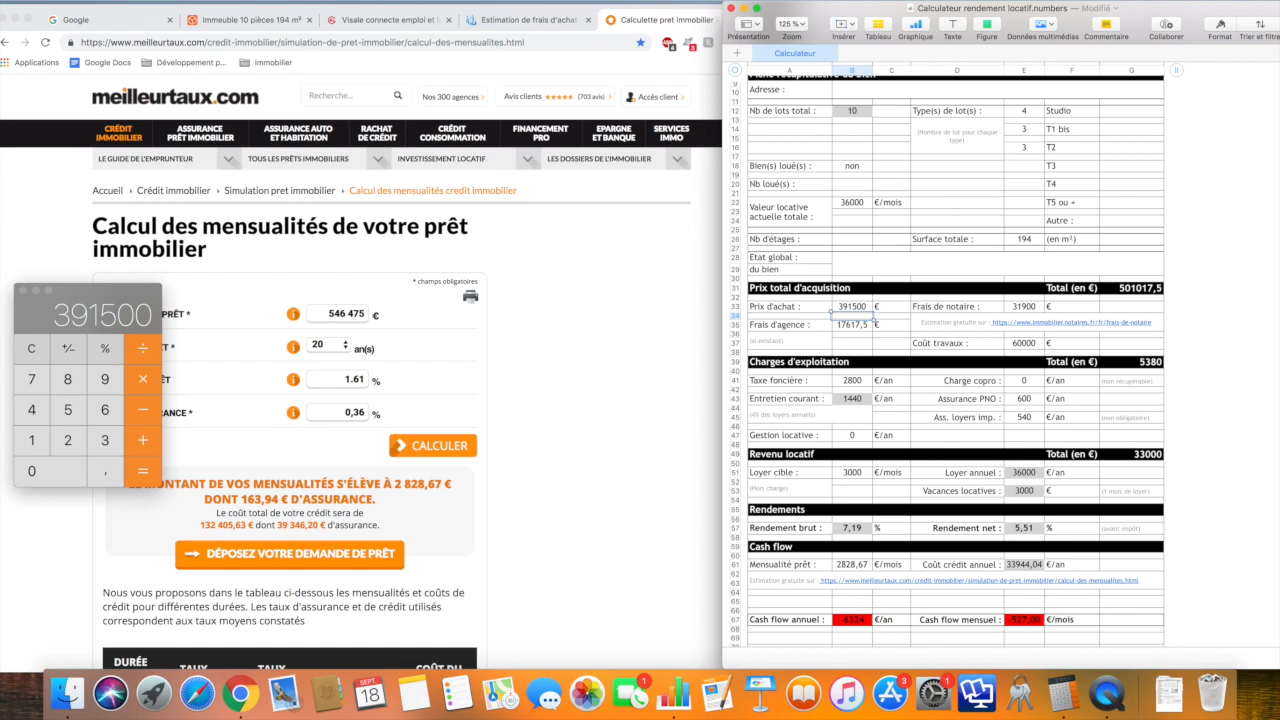 Google
Immeuble 10 pièces 194 m²
Visale connecte emploi et l
Estimation de frais d'achat
Calculette pret immobilier
https://www.meilleurtaux.com/credit-immobilier/simulation-de-pret-immobilier/calcul-des-mensualites.html
Applications
Google Docs
Développement p...
Immobilier
meilleurtaux.com
Recherche...
Nos 300 agences
Avis clients
(703 avis)
Accès client
CRÉDIT IMMOBILIER
ASSURANCE PRÊT IMMOBILIER
ASSURANCE AUTO ET HABITATION
RACHAT DE CRÉDIT
CRÉDIT CONSOMMATION
FINANCEMENT PRO
EPARGNE ET BANQUE
SERVICES IMMO
LE GUIDE DE L'EMPRUNTEUR
TOUS LES PRÊTS IMMOBILIERS
INVESTISSEMENT LOCATIF
LES DOSSIERS DE L'IMMOBILIER
Accueil › Crédit immobilier › Simulation pret immobilier › Calcul des mensualités credit immobilier
Calcul des mensualités de votre prêt
immobilier
* champs obligatoires
PRÊT *
546 475 €
T *
20 an(s)
ÊT
1.61 %
RANCE *
0,36 %
CALCULER
391500
C +/− % ÷
7 8 9 ×
4 5 6 −
1 2 3 +
0 , =
MONTANT DE VOS MENSUALITÉS S'ÉLÈVE À 2 828,67 €
DONT 163,94 € D'ASSURANCE.
Le coût total de votre crédit sera de
132 405,63 € dont 39 346,20 € d'assurance.
DÉPOSEZ VOTRE DEMANDE DE PRÊT
Nous vous proposons dans le tableau ci-dessous les mensualités et coûts de
crédit pour différentes durées. Les taux d'assurance et de crédit utilisés
correspondent aux taux moyens constatés
DURÉE
TAUX
TAUX
COÛT DU
Calculateur rendement locatif.numbers — Modifié
125 %
Présentation
Zoom
Insérer
Tableau
Graphique
Texte
Figure
Données multimédias
Commentaire
Collaborer
Format
Trier et filtre
Calculateur
A B C D E F G
Adresse :
Nb de lots total : 10 Type(s) de lot(s) : 4 Studio
(Nombre de lot pour chaque
type)
3 T1 bis
3 T2
Bien(s) loué(s) : non T3
Nb loué(s) : T4
Valeur locative
actuelle totale :
36000 €/mois T5 ou +
Autre :
Nb d'étages : Surface totale : 194 (en m²)
Etat global :
du bien
Prix total d'acquisition Total (en €) 501017,5
Prix d'achat : 391500 € Frais de notaire : 31900 €
Frais d'agence : 17617,5 € Estimation gratuite sur : https://www.immobilier.notaires.fr/fr/frais-de-notaire
(si existant)
Coût travaux : 60000 €
Charges d'exploitation Total (en €) 5380
Taxe foncière : 2800 €/an Charge copro : 0 €/an (non récupérable)
Entretien courant : 1440 €/an Assurance PNO : 600 €/an
(4% des loyers annuels)
Ass. loyers imp. : 540 €/an (non obligatoire)
Gestion locative : 0 €/an
Revenu locatif Total (en €) 33000
Loyer cible : 3000 €/mois Loyer annuel : 36000 €/an
(Hors charge)
Vacances locatives : 3000 € (1 mois de loyer)
Rendements
Rendement brut : 7,19 % Rendement net : 5,51 % (avant impôt)
Cash flow
Mensualité prêt : 2828,67 €/mois Coût crédit annuel : 33944,04 €/an
Estimation gratuite sur : https://www.meilleurtaux.com/credit-immobilier/simulation-de-pret-immobilier/calcul-des-mensualites.html
Cash flow annuel : -6324 €/an Cash flow mensuel : -527,00 €/mois
SEPT.
18